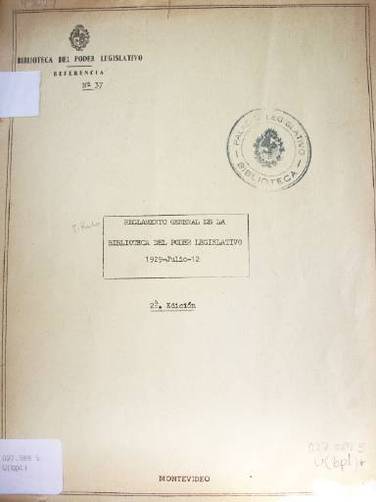 BIBLIOTECA DEL PODER LEGISLATIVO
REFERENCIA
Nº 37
PALACIO LEGISLATIVO
BIBLIOTECA
REGLAMENTO GENERAL DE LA
BIBLIOTECA DEL PODER LEGISLATIVO
1929-Julio-12
2ª. Edición
MONTEVIDEO